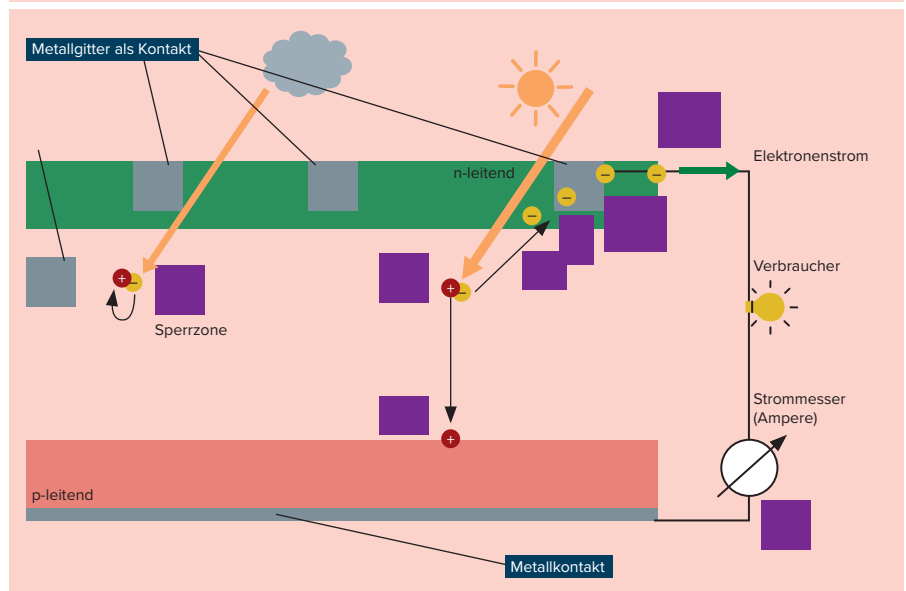 Metallgitter als Kontakt
Elektronenstrom
n-leitend
−
−
−
−
+
−
+
−
Verbraucher
Sperrzone
Strommesser
(Ampere)
+
p-leitend
Metallkontakt